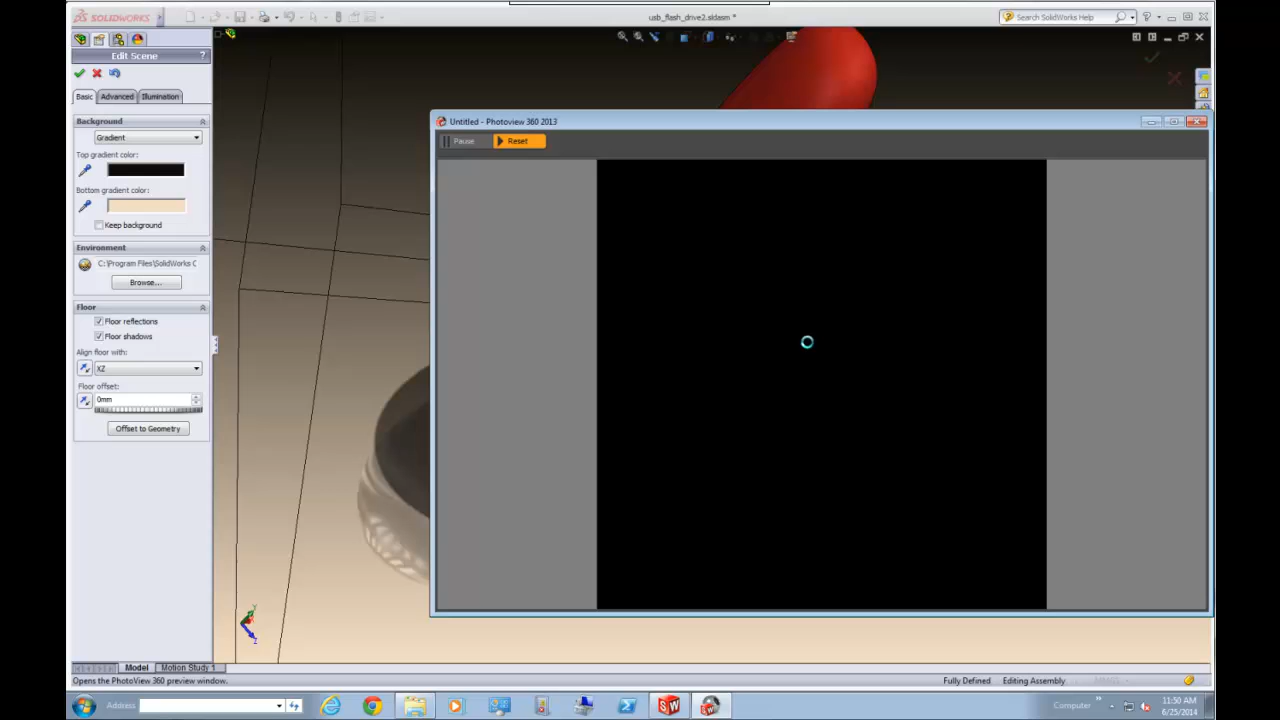 SOLIDWORKS
usb_flash_drive2.sldasm *
Search SolidWorks Help
Edit Scene
?
Basic
Advanced
Illumination
Background
Gradient
Top gradient color:
Bottom gradient color:
Keep background
Environment
C:\Program Files\SolidWorks C
Browse...
Floor
Floor reflections
Floor shadows
Align floor with:
XZ
Floor offset:
0mm
Offset to Geometry
Untitled - Photoview 360 2013
Pause
Reset
Y
Z
Model
Motion Study 1
Opens the PhotoView 360 preview window.
Fully Defined
Editing Assembly
MMGS
Address
Computer
11:50 AM
6/25/2014